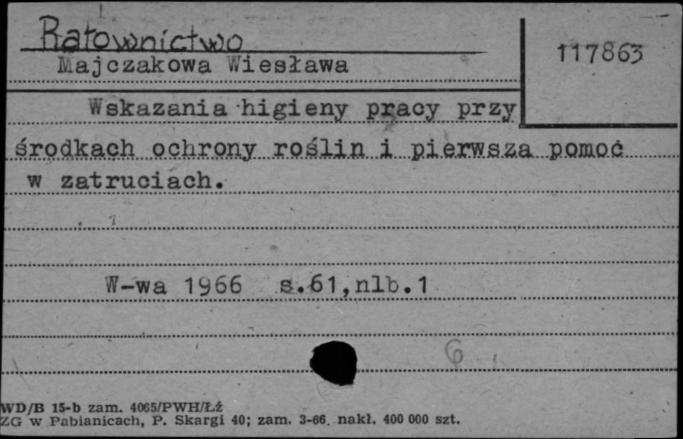 Ratownictwo
117863
Majczakowa Wiesława
Wskazania higieny pracy przy
środkach ochrony roślin i pierwsza pomoc
w zatruciach.
W-wa 1966 s.61,nlb.1
6
WD/B 15-b zam. 4065/PWH/Łź
ZG w Pabianicach, P. Skargi 40; zam. 3-66. nakł. 400 000 szt.